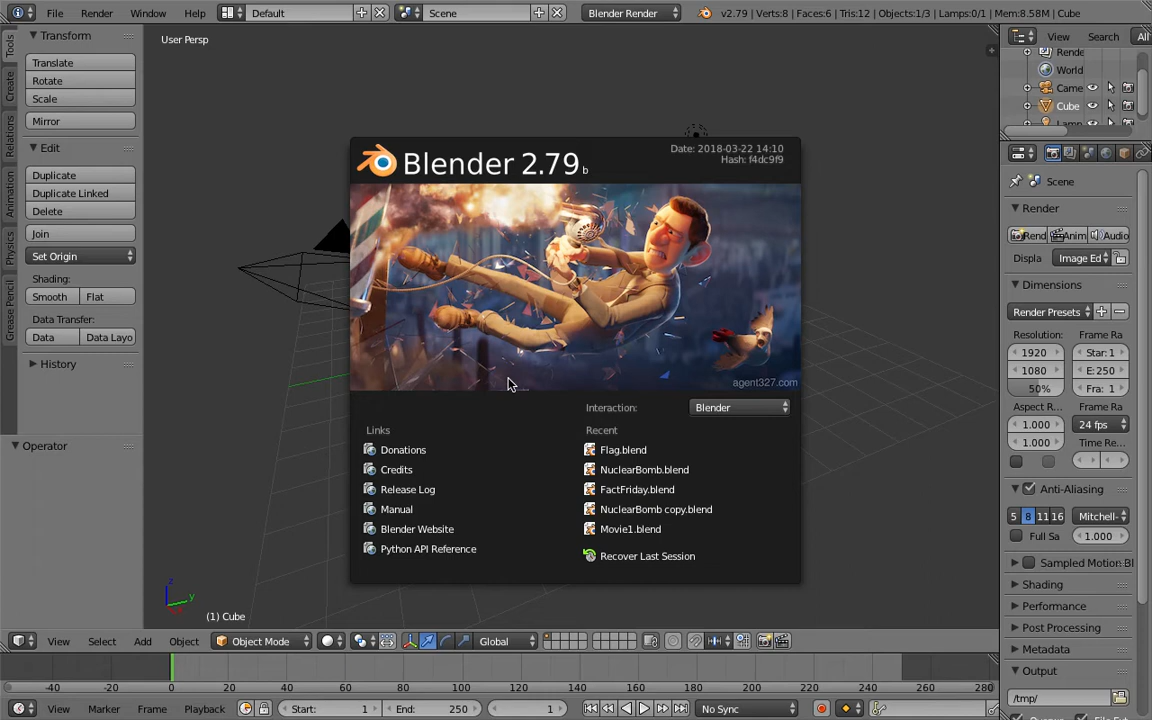 File Render Window Help Default Scene Blender Render v2.79 | Verts:8 | Faces:6 | Tris:12 | Objects:1/3 | Lamps:0/1 | Mem:8.58M | Cube
Tools
Create
Relations
Animation
Physics
Grease Pencil
Transform
Translate
Rotate
Scale
Mirror
Edit
Duplicate
Duplicate Linked
Delete
Join
Set Origin
Shading:
Smooth Flat
Data Transfer:
Data Data Layo
History
Operator
User Persp
Blender 2.79 b
Date: 2018-03-22 14:10
Hash: f4dc9f9
agent327.com
Interaction: Blender
Links
Donations
Credits
Release Log
Manual
Blender Website
Python API Reference
Recent
Flag.blend
NuclearBomb.blend
FactFriday.blend
NuclearBomb copy.blend
Movie1.blend
Recover Last Session
z
y
(1) Cube
View Search All
Rende
World
Came
Cube
Scene
Render
Rend Anim Audio
Displa Image Ed
Dimensions
Render Presets
Resolution: Frame Ra
1920 Star: 1
1080 E: 250
50% Fra: 1
Aspect R... Frame Ra
1.000 24 fps
1.000 Time Re...
Anti-Aliasing
5 8 11 16 Mitchell-
Full Sa 1.000
Sampled Motion Bl
Shading
Performance
Post Processing
Metadata
Output
/tmp/
View Select Add Object Object Mode Global
-40 -20 0 20 40 60 80 100 120 140 160 180 200 220 240 260 280
View Marker Frame Playback Start: 1 End: 250 1 No Sync